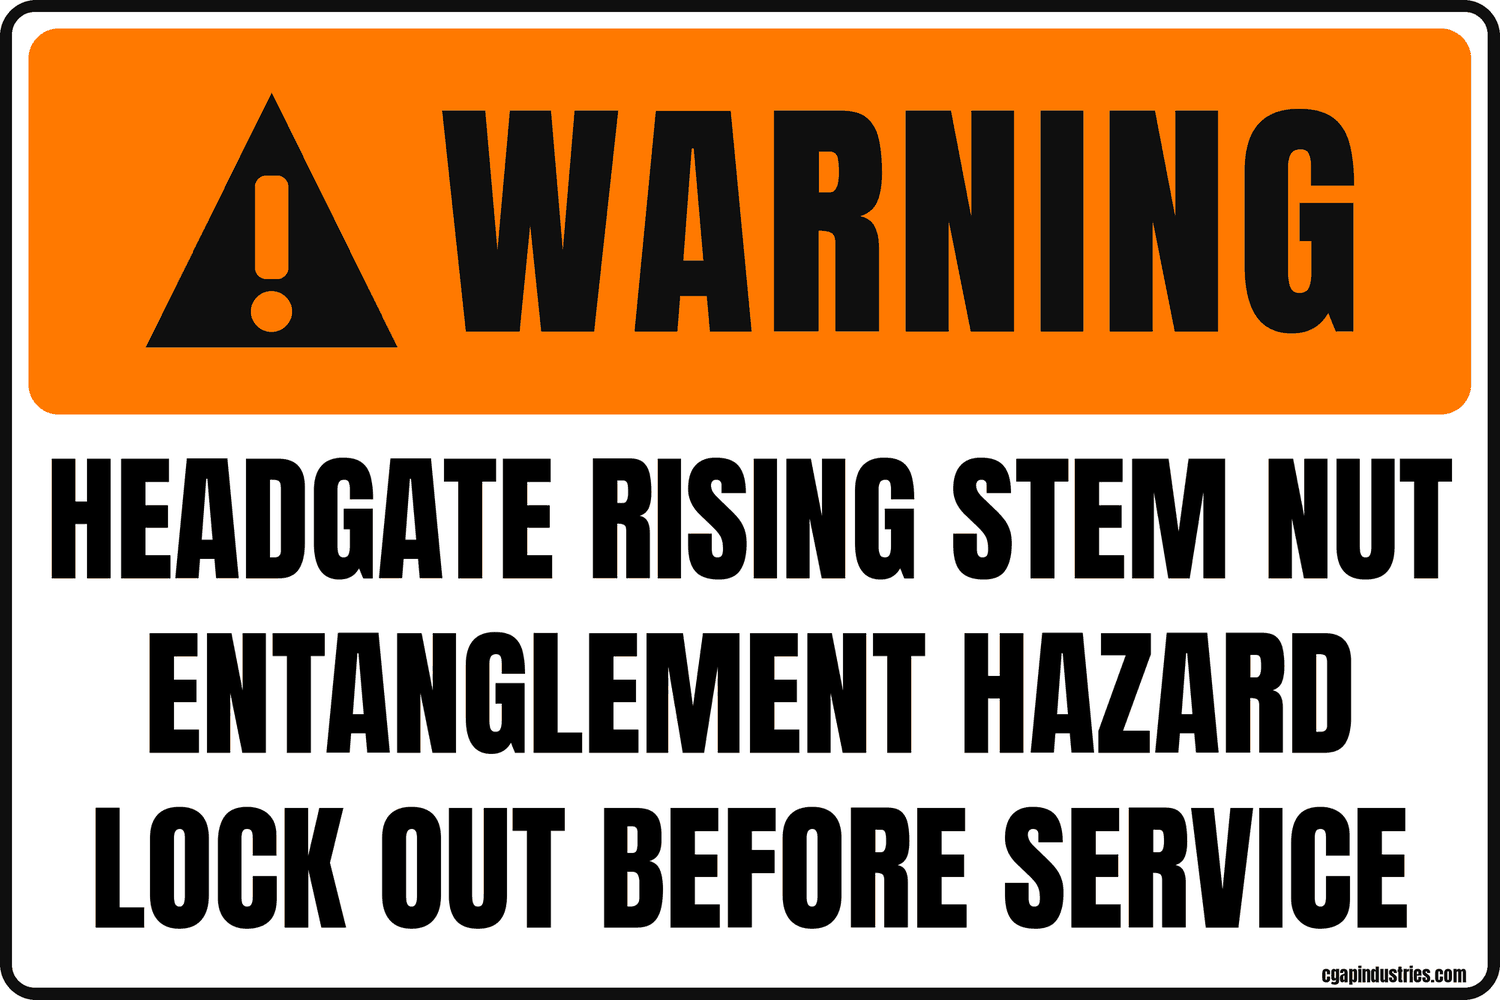 WARNING
HEADGATE RISING STEM NUT
ENTANGLEMENT HAZARD
LOCK OUT BEFORE SERVICE
cgapindustries.com